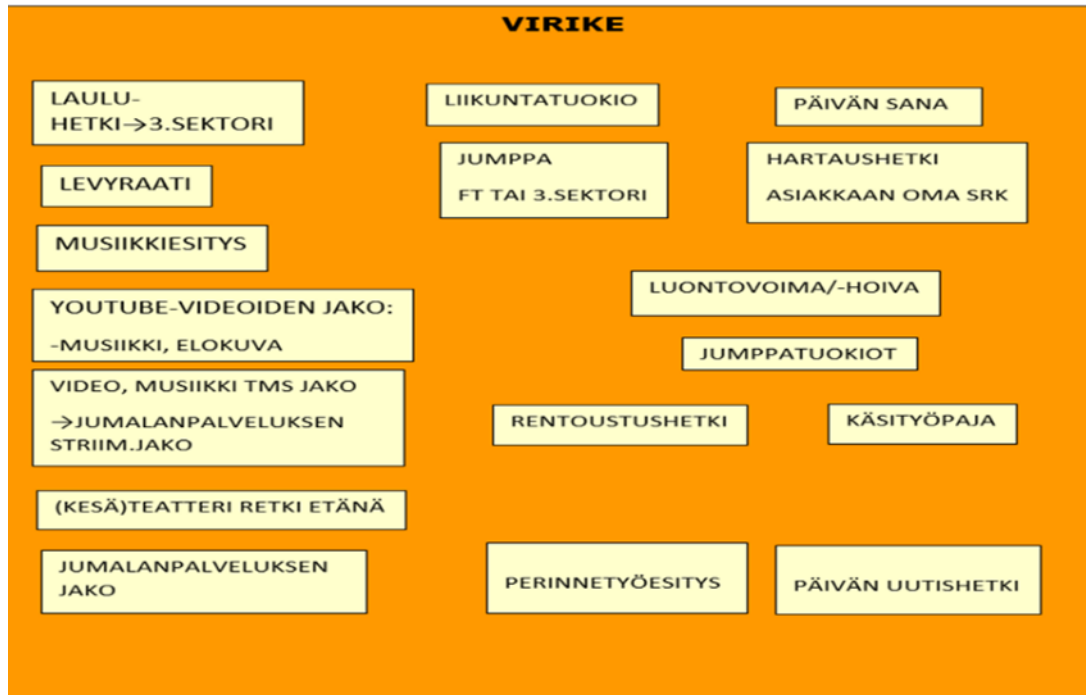 VIRIKE
LAULU-
HETKI→3.SEKTORI
LIIKUNTATUOKIO
PÄIVÄN SANA
LEVYRAATI
JUMPPA
FT TAI 3.SEKTORI
HARTAUSHETKI
ASIAKKAAN OMA SRK
MUSIIKKIESITYS
LUONTOVOIMA/-HOIVA
YOUTUBE-VIDEOIDEN JAKO:
-MUSIIKKI, ELOKUVA
JUMPPATUOKIOT
VIDEO, MUSIIKKI TMS JAKO
→JUMALANPALVELUKSEN
STRIIM.JAKO
RENTOUSTUSHETKI
KÄSITYÖPAJA
(KESÄ)TEATTERI RETKI ETÄNÄ
JUMALANPALVELUKSEN
JAKO
PERINNETYÖESITYS
PÄIVÄN UUTISHETKI